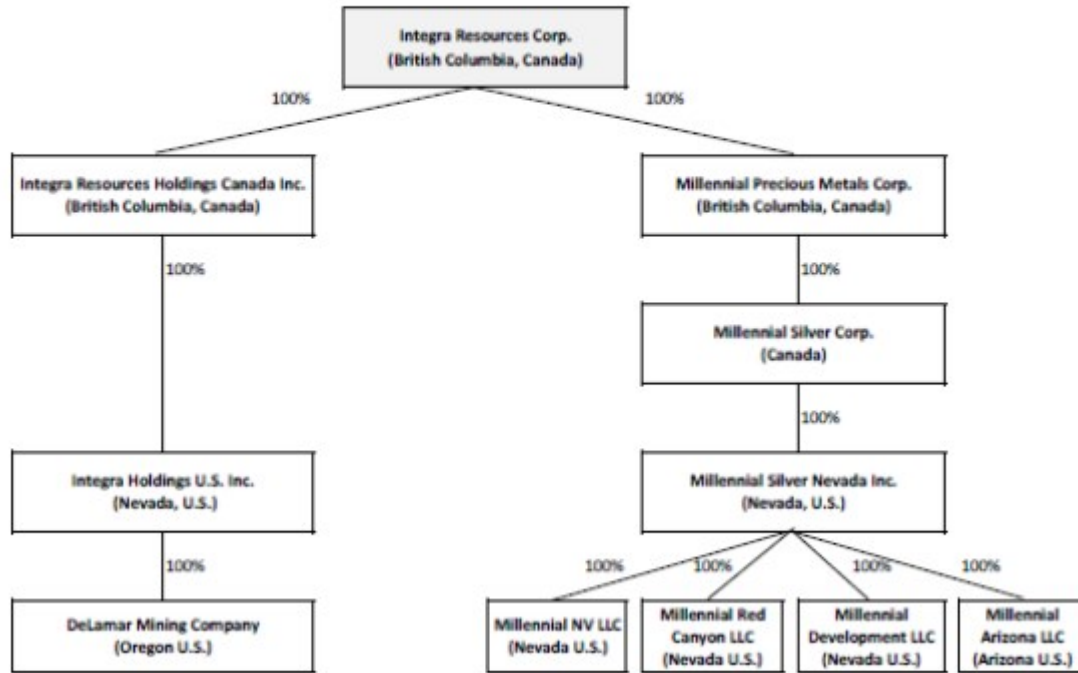 Integra Resources Corp.
(British Columbia, Canada)
100%
100%
Integra Resources Holdings Canada Inc.
(British Columbia, Canada)
Millennial Precious Metals Corp.
(British Columbia, Canada)
100%
100%
Millennial Silver Corp.
(Canada)
100%
Integra Holdings U.S. Inc.
(Nevada, U.S.)
Millennial Silver Nevada Inc.
(Nevada, U.S.)
100%
100%
100%
100%
100%
DeLamar Mining Company
(Oregon U.S.)
Millennial NV LLC
(Nevada U.S.)
Millennial Red
Canyon LLC
(Nevada U.S.)
Millennial
Development LLC
(Nevada U.S.)
Millennial
Arizona LLC
(Arizona U.S.)